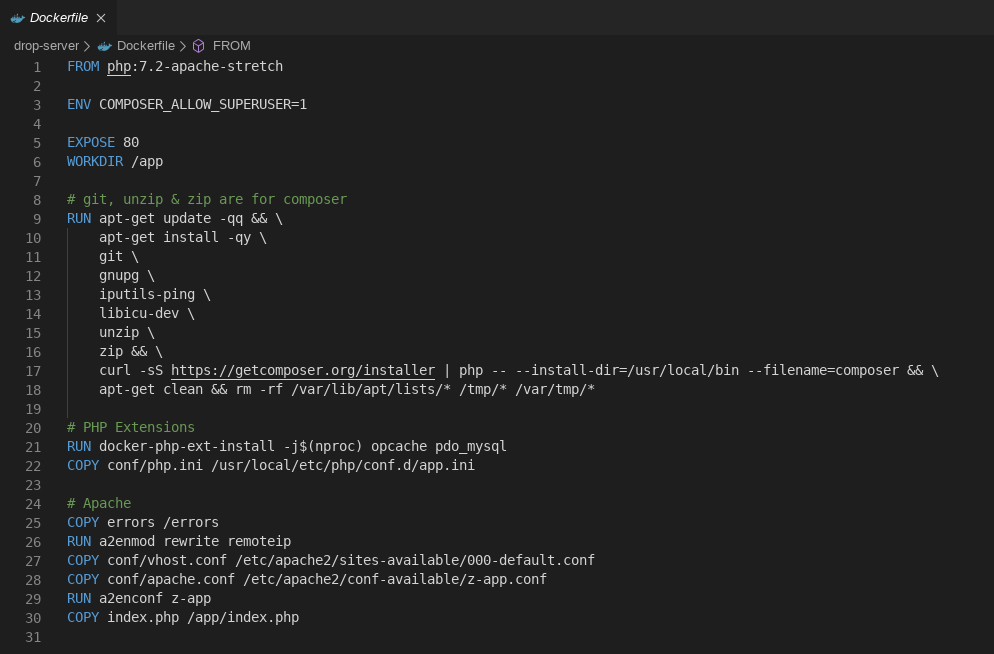 Dockerfile
drop-server Dockerfile FROM
1 FROM php:7.2-apache-stretch
2
3 ENV COMPOSER_ALLOW_SUPERUSER=1
4
5 EXPOSE 80
6 WORKDIR /app
7
8 # git, unzip & zip are for composer
9 RUN apt-get update -qq && \
10     apt-get install -qy \
11     git \
12     gnupg \
13     iputils-ping \
14     libicu-dev \
15     unzip \
16     zip && \
17     curl -sS https://getcomposer.org/installer | php -- --install-dir=/usr/local/bin --filename=composer && \
18     apt-get clean && rm -rf /var/lib/apt/lists/* /tmp/* /var/tmp/*
19
20 # PHP Extensions
21 RUN docker-php-ext-install -j$(nproc) opcache pdo_mysql
22 COPY conf/php.ini /usr/local/etc/php/conf.d/app.ini
23
24 # Apache
25 COPY errors /errors
26 RUN a2enmod rewrite remoteip
27 COPY conf/vhost.conf /etc/apache2/sites-available/000-default.conf
28 COPY conf/apache.conf /etc/apache2/conf-available/z-app.conf
29 RUN a2enconf z-app
30 COPY index.php /app/index.php
31